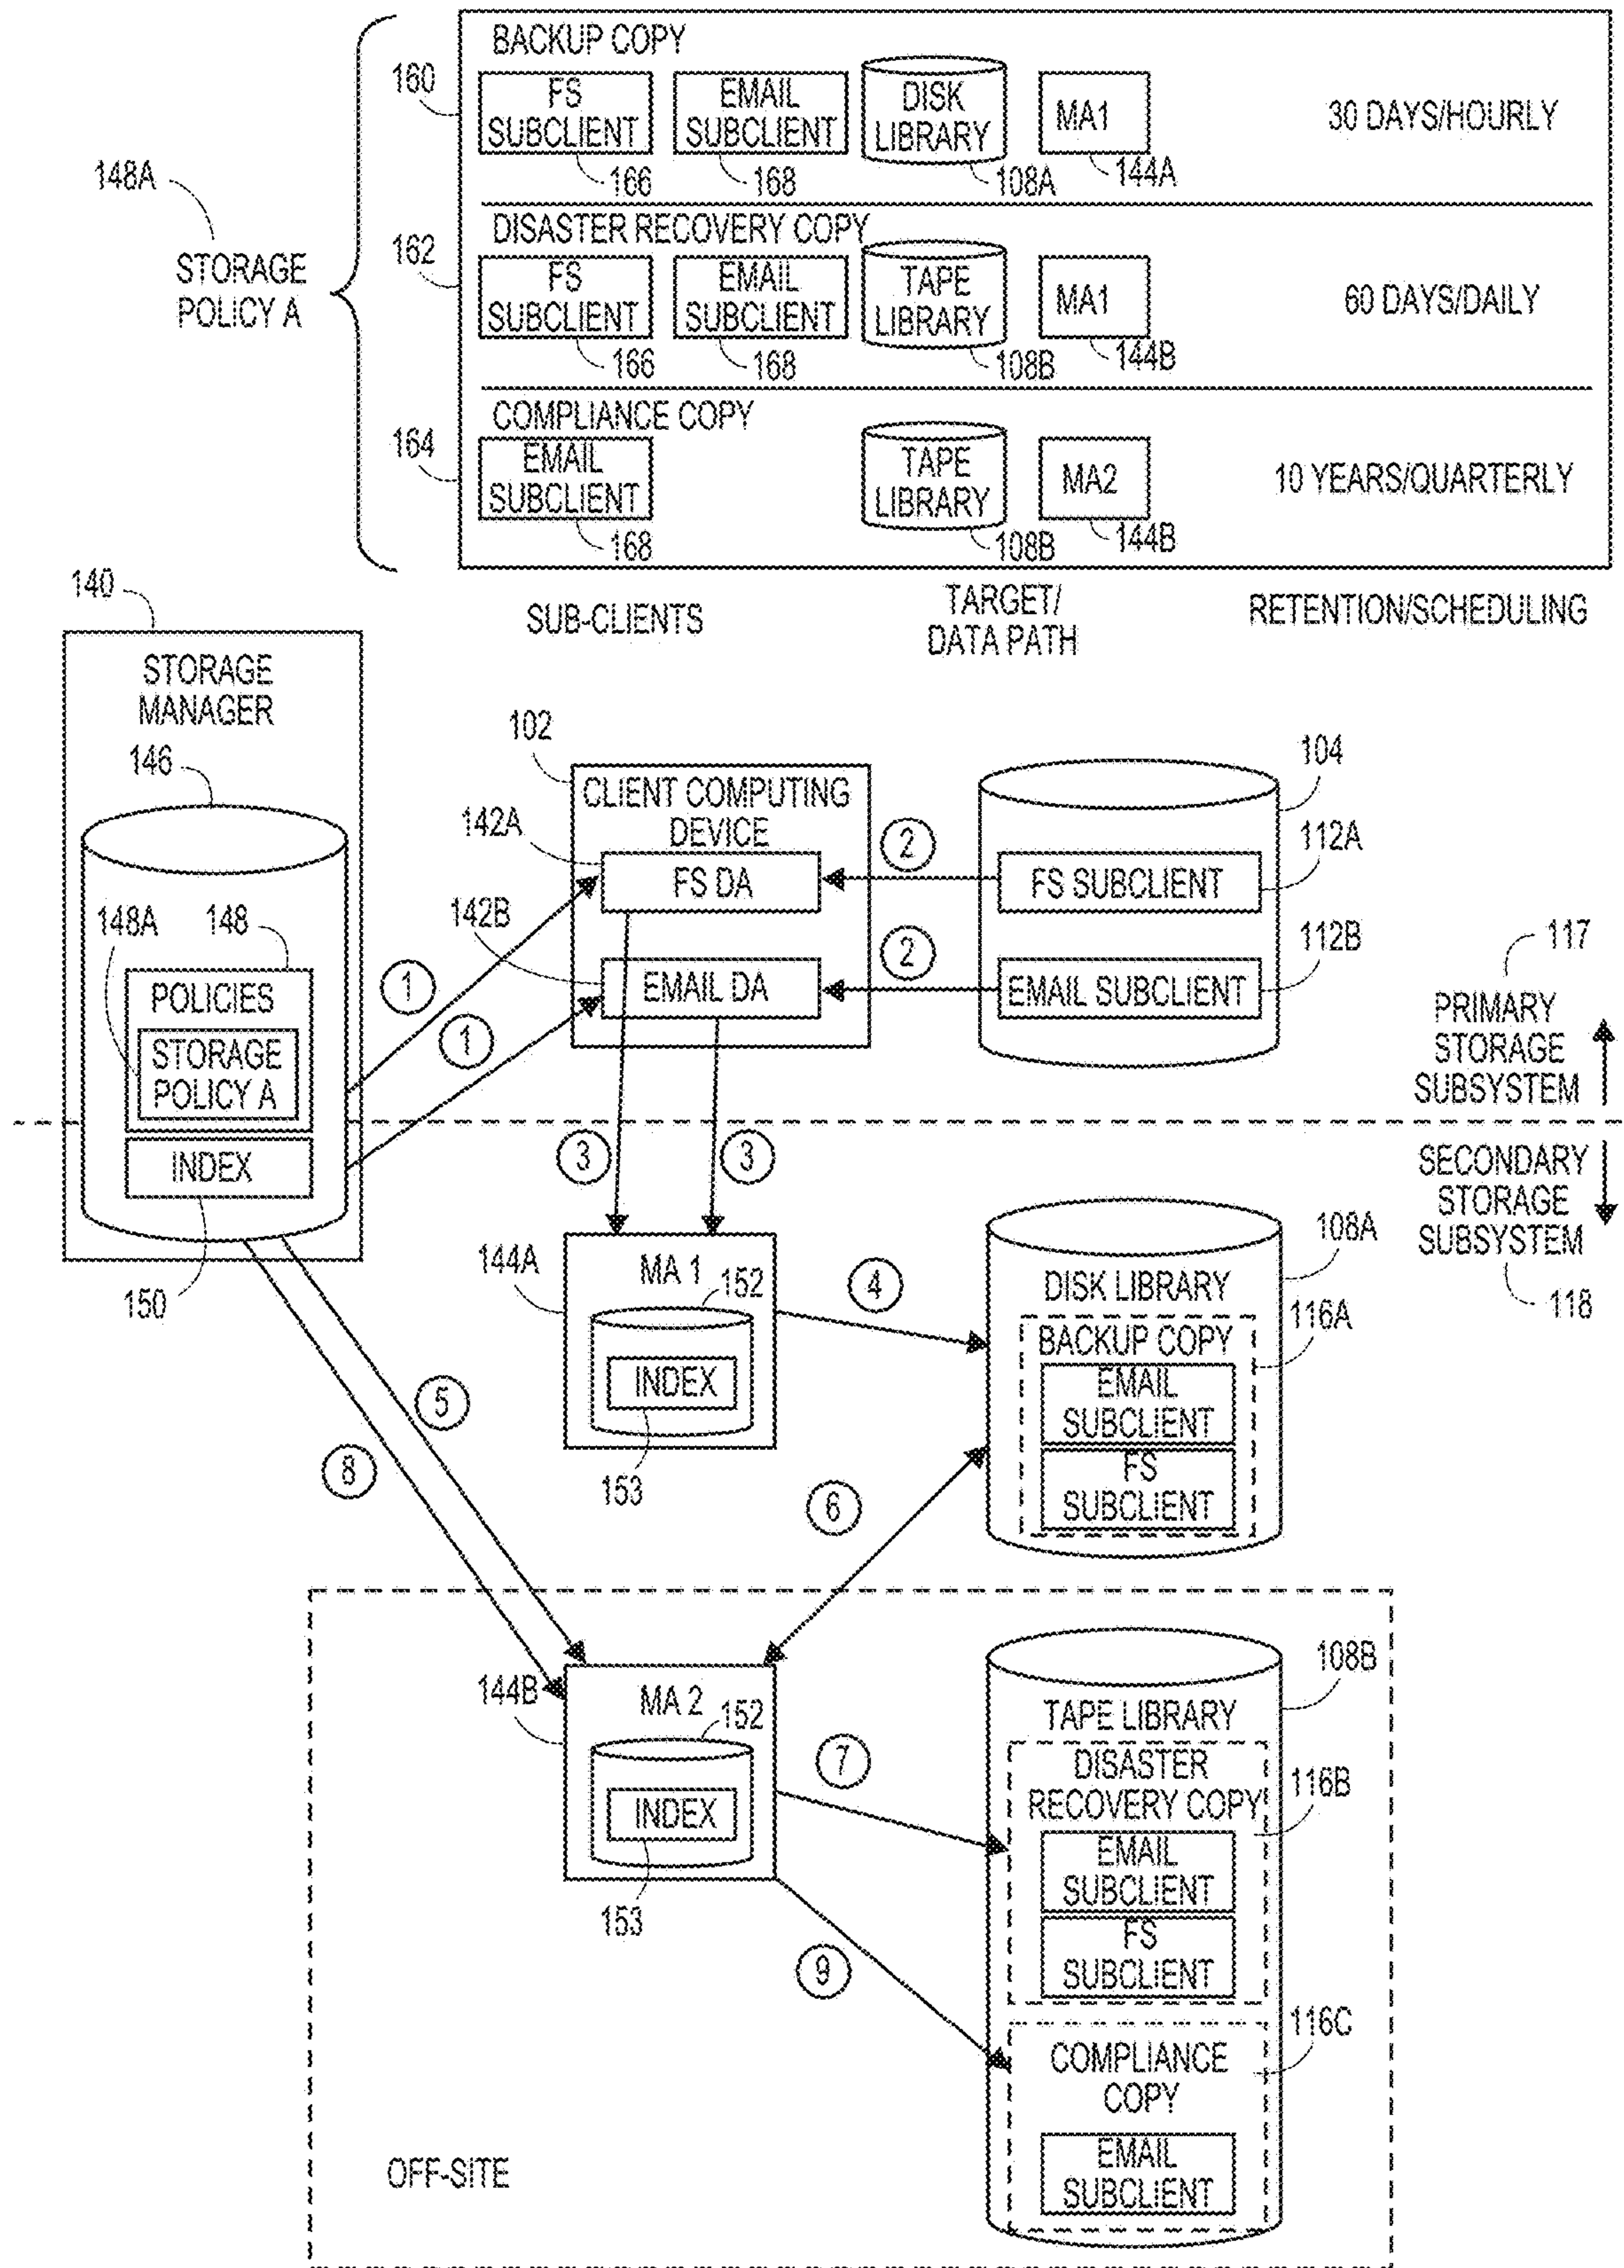 BACKUP COPY
160
FS
SUBCLIENT
166
EMAIL
SUBCLIENT
168
DISK
LIBRARY
108A
MA1
144A
30 DAYS/HOURLY
148A
STORAGE
POLICY A
DISASTER RECOVERY COPY
162
FS
SUBCLIENT
166
EMAIL
SUBCLIENT
168
TAPE
LIBRARY
108B
MA1
144B
60 DAYS/DAILY
COMPLIANCE COPY
164
EMAIL
SUBCLIENT
168
TAPE
LIBRARY
108B
MA2
144B
10 YEARS/QUARTERLY
SUB-CLIENTS
TARGET/
DATA PATH
RETENTION/SCHEDULING
140
STORAGE
MANAGER
146
148A
148
POLICIES
STORAGE
POLICY A
INDEX
150
102
CLIENT COMPUTING
DEVICE
142A
FS DA
142B
EMAIL DA
1
1
2
2
104
FS SUBCLIENT
112A
EMAIL SUBCLIENT
112B
117
PRIMARY
STORAGE
SUBSYSTEM
SECONDARY
STORAGE
SUBSYSTEM
118
3
3
144A
MA 1
152
INDEX
153
4
108A
DISK LIBRARY
116A
BACKUP COPY
EMAIL
SUBCLIENT
FS
SUBCLIENT
5
8
6
144B
MA 2
152
INDEX
153
7
9
108B
TAPE LIBRARY
DISASTER
RECOVERY COPY
116B
EMAIL
SUBCLIENT
FS
SUBCLIENT
116C
COMPLIANCE
COPY
EMAIL
SUBCLIENT
OFF-SITE